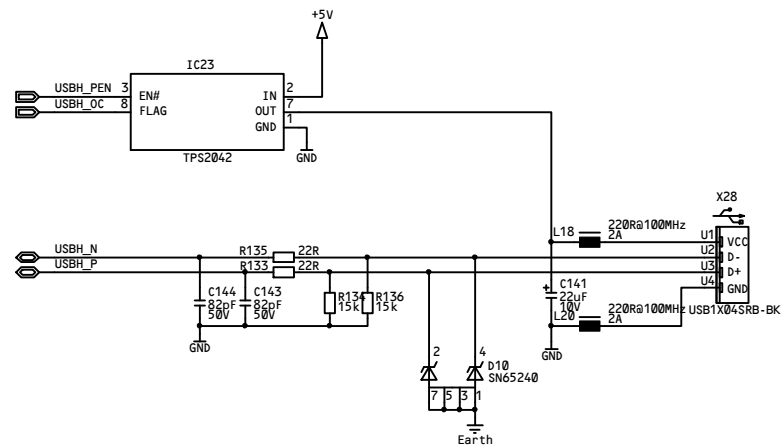 +5V
IC23
USBH_PEN 3 EN# IN 2
USBH_OC 8 FLAG OUT 7
GND 1
TPS2042
GND
X28
L18 220R@100MHz
2A
U1 VCC
U2 D-
U3 D+
U4 GND
USB1X04SRB-BK
USBH_N R135 22R
USBH_P R133 22R
C144
82pF
50V
C143
82pF
50V
R134
15k
R136
15k
+ C141
22uF
10V
L20 220R@100MHz
2A
GND
GND
2 4
D10
SN65240
7 5 3 1
Earth